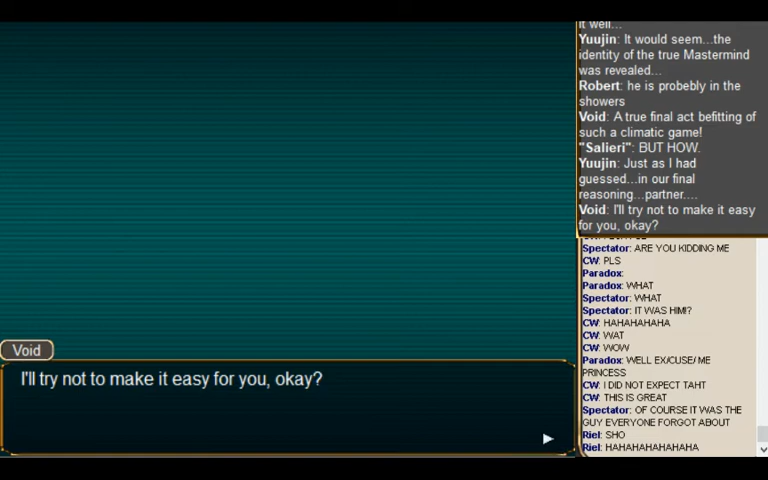 it well...
Yuujin: It would seem...the
identity of the true Mastermind
was revealed...
Robert: he is probebly in the
showers
Void: A true final act befitting of
such a climatic game!
"Salieri": BUT HOW.
Yuujin: Just as I had
guessed...in our final
reasoning...partner....
Void: I'll try not to make it easy
for you, okay?
Spectator: ARE YOU KIDDING ME
CW: PLS
Paradox:
Paradox: WHAT
Spectator: WHAT
Spectator: IT WAS HIM!?
CW: HAHAHAHAHA
CW: WAT
CW: WOW
Paradox: WELL EX/CUSE/ ME
PRINCESS
CW: I DID NOT EXPECT TAHT
CW: THIS IS GREAT
Spectator: OF COURSE IT WAS THE
GUY EVERYONE FORGOT ABOUT
Riel: SHO
Riel: HAHAHAHAHAHAHA
Void
I'll try not to make it easy for you, okay?